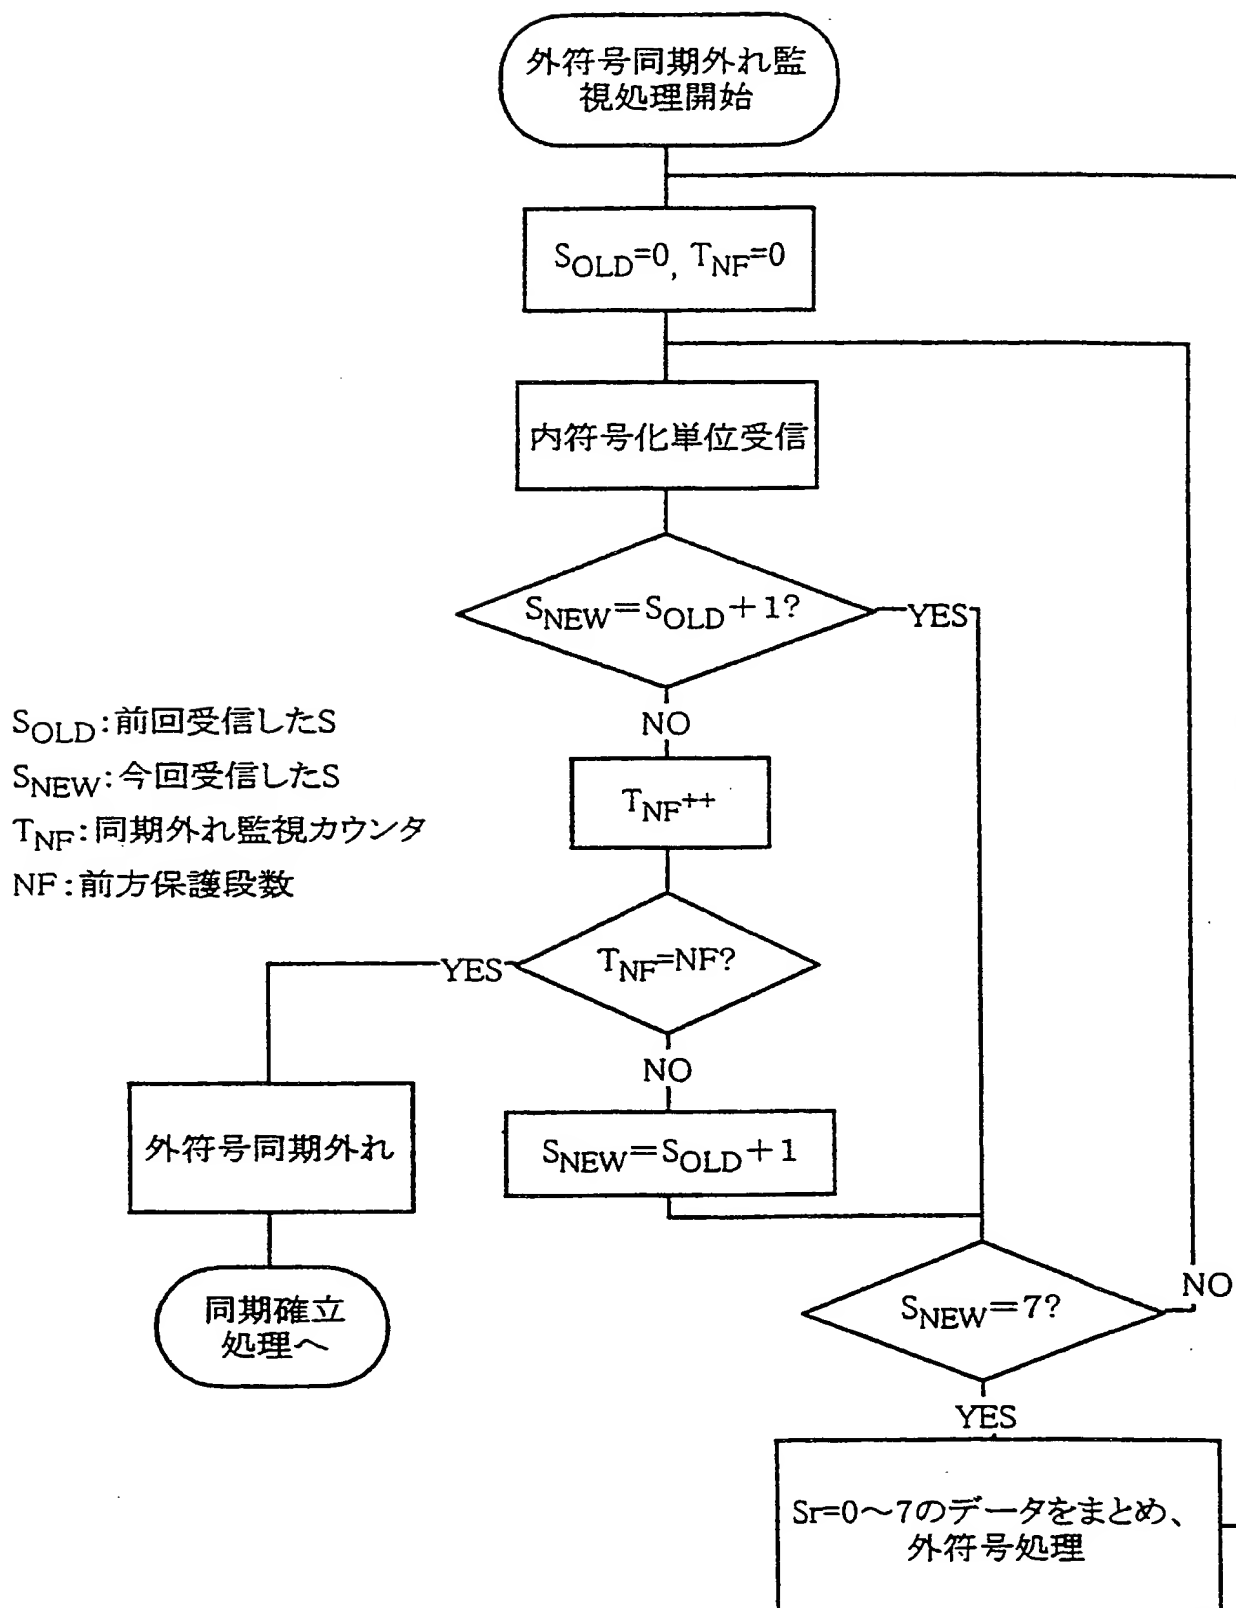 外符号同期外れ監
視処理開始
SOLD=0, TNF=0
内符号化単位受信
SNEW=SOLD+1?
YES
NO
SOLD:前回受信したS
SNEW:今回受信したS
TNF:同期外れ監視カウンタ
NF:前方保護段数
TNF++
TNF=NF?
YES
NO
外符号同期外れ
SNEW=SOLD+1
同期確立
処理へ
SNEW=7?
NO
YES
Sr=0~7のデータをまとめ、
外符号処理